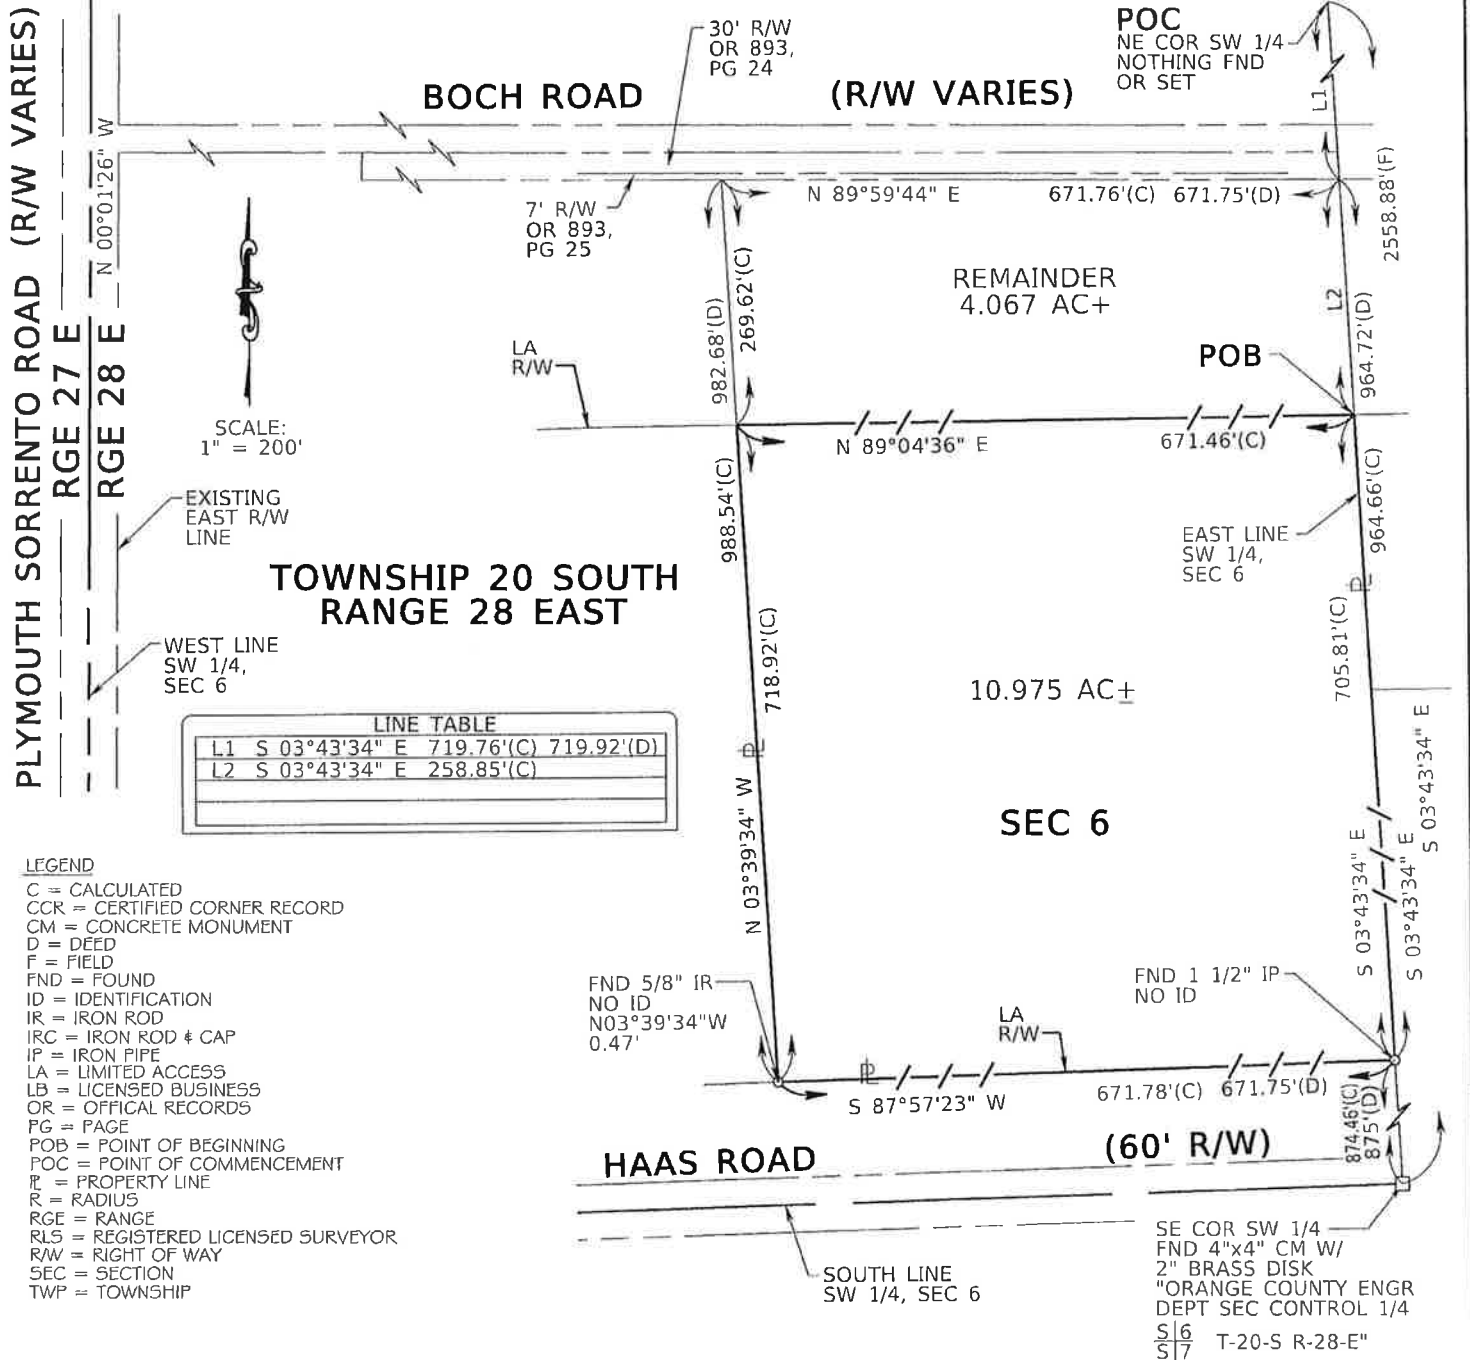 PLYMOUTH SORRENTO ROAD (R/W VARIES)
RGE 27 E
RGE 28 E
N 00°01'26" W
BOCH ROAD (R/W VARIES)
30' R/W
OR 893,
PG 24
7' R/W
OR 893,
PG 25
POC
NE COR SW 1/4
NOTHING FND
OR SET
L1
2558.88'(F)
N 89°59'44" E 671.76'(C) 671.75'(D)
REMAINDER
4.067 AC+
982.68'(D)
269.62'(C)
L2
964.72'(D)
POB
LA
R/W
N 89°04'36" E 671.46'(C)
SCALE:
1" = 200'
EXISTING
EAST R/W
LINE
988.54'(C)
964.66'(C)
EAST LINE
SW 1/4,
SEC 6
TOWNSHIP 20 SOUTH
RANGE 28 EAST
WEST LINE
SW 1/4,
SEC 6
718.92'(C)
705.81'(C)
10.975 AC±
LINE TABLE
L1 S 03°43'34" E 719.76'(C) 719.92'(D)
L2 S 03°43'34" E 258.85'(C)
PL
PL
N 03°39'34" W
SEC 6
S 03°43'34" E
S 03°43'34" E
S 03°43'34" E
LEGEND
C = CALCULATED
CCR = CERTIFIED CORNER RECORD
CM = CONCRETE MONUMENT
D = DEED
F = FIELD
FND = FOUND
ID = IDENTIFICATION
IR = IRON ROD
IRC = IRON ROD & CAP
IP = IRON PIPE
LA = LIMITED ACCESS
LB = LICENSED BUSINESS
OR = OFFICAL RECORDS
PG = PAGE
POB = POINT OF BEGINNING
POC = POINT OF COMMENCEMENT
PL = PROPERTY LINE
R = RADIUS
RGE = RANGE
RLS = REGISTERED LICENSED SURVEYOR
R/W = RIGHT OF WAY
SEC = SECTION
TWP = TOWNSHIP
FND 5/8" IR
NO ID
N03°39'34"W
0.47'
FND 1 1/2" IP
NO ID
LA
R/W
PL
S 87°57'23" W 671.78'(C) 671.75'(D)
874.46'(C)
875'(D)
HAAS ROAD (60' R/W)
SOUTH LINE
SW 1/4, SEC 6
SE COR SW 1/4
FND 4"x4" CM W/
2" BRASS DISK
"ORANGE COUNTY ENGR
DEPT SEC CONTROL 1/4
S|6
S|7 T-20-S R-28-E"